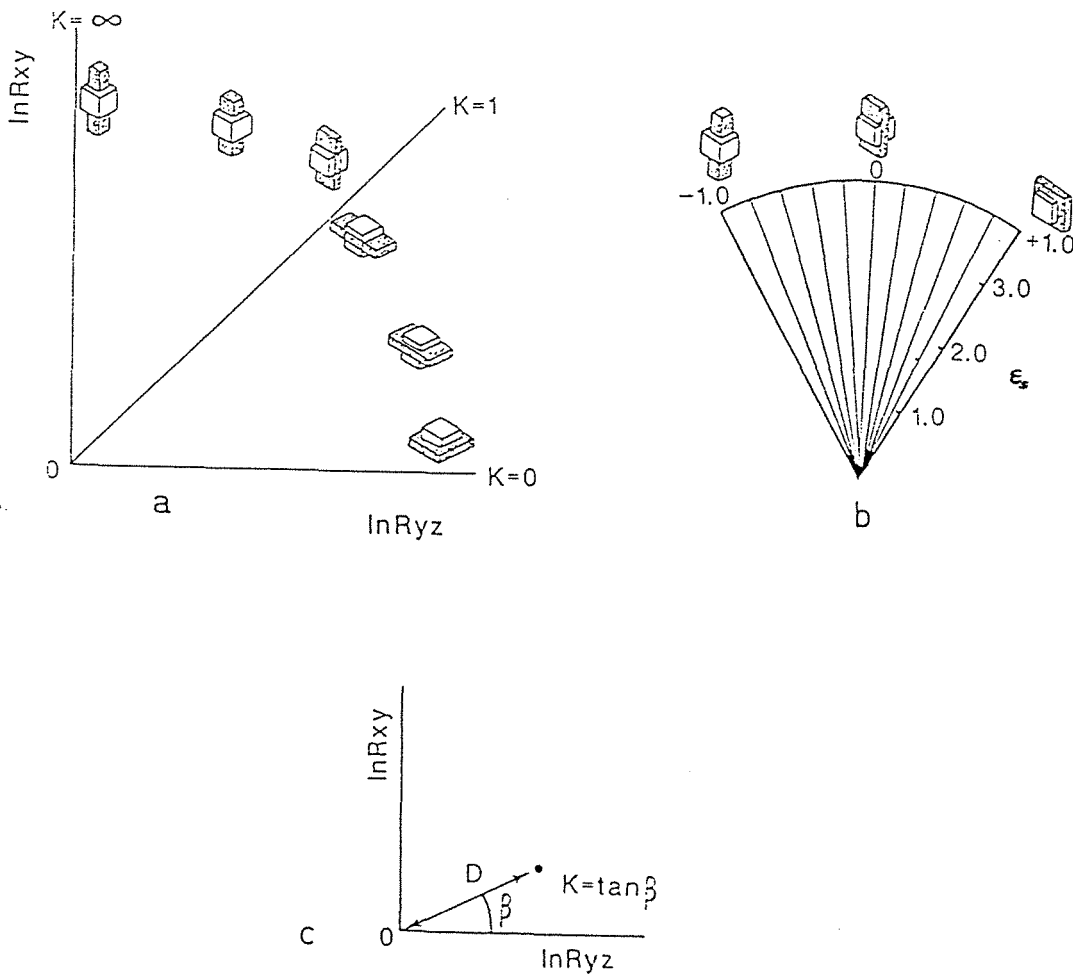 K= ∞
lnRxy
K=1
0
K=0
a
lnRyz
-1.0
0
+1.0
3.0
2.0
1.0
εs
b
lnRxy
D
K=tanβ
β
c
0
lnRyz